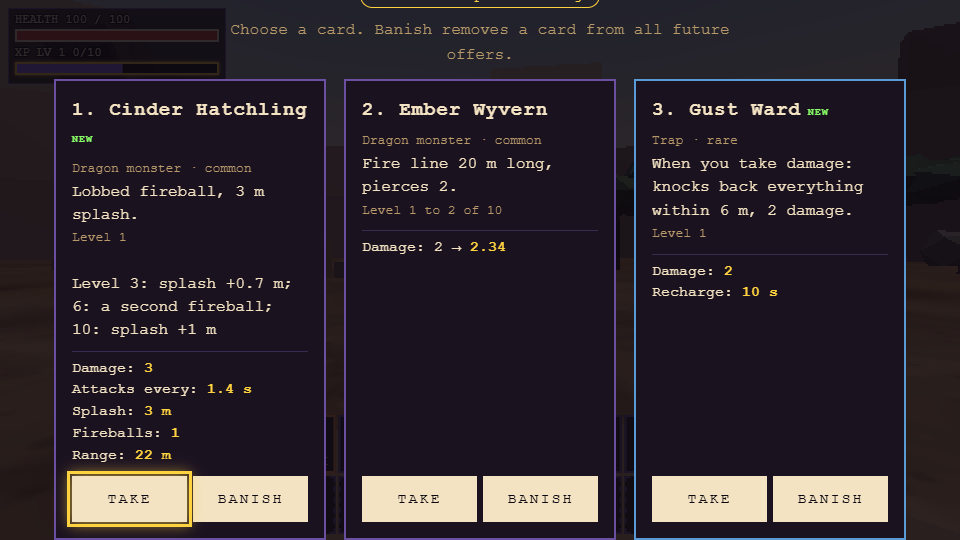 HEALTH 100 / 100
XP LV 1 0/10
Choose a card. Banish removes a card from all future
offers.
1. Cinder Hatchling
NEW
Dragon monster · common
Lobbed fireball, 3 m
splash.
Level 1
Level 3: splash +0.7 m;
6: a second fireball;
10: splash +1 m
Damage: 3
Attacks every: 1.4 s
Splash: 3 m
Fireballs: 1
Range: 22 m
TAKE
BANISH
2. Ember Wyvern
Dragon monster · common
Fire line 20 m long,
pierces 2.
Level 1 to 2 of 10
Damage: 2 → 2.34
TAKE
BANISH
3. Gust Ward NEW
Trap · rare
When you take damage:
knocks back everything
within 6 m, 2 damage.
Level 1
Damage: 2
Recharge: 10 s
TAKE
BANISH